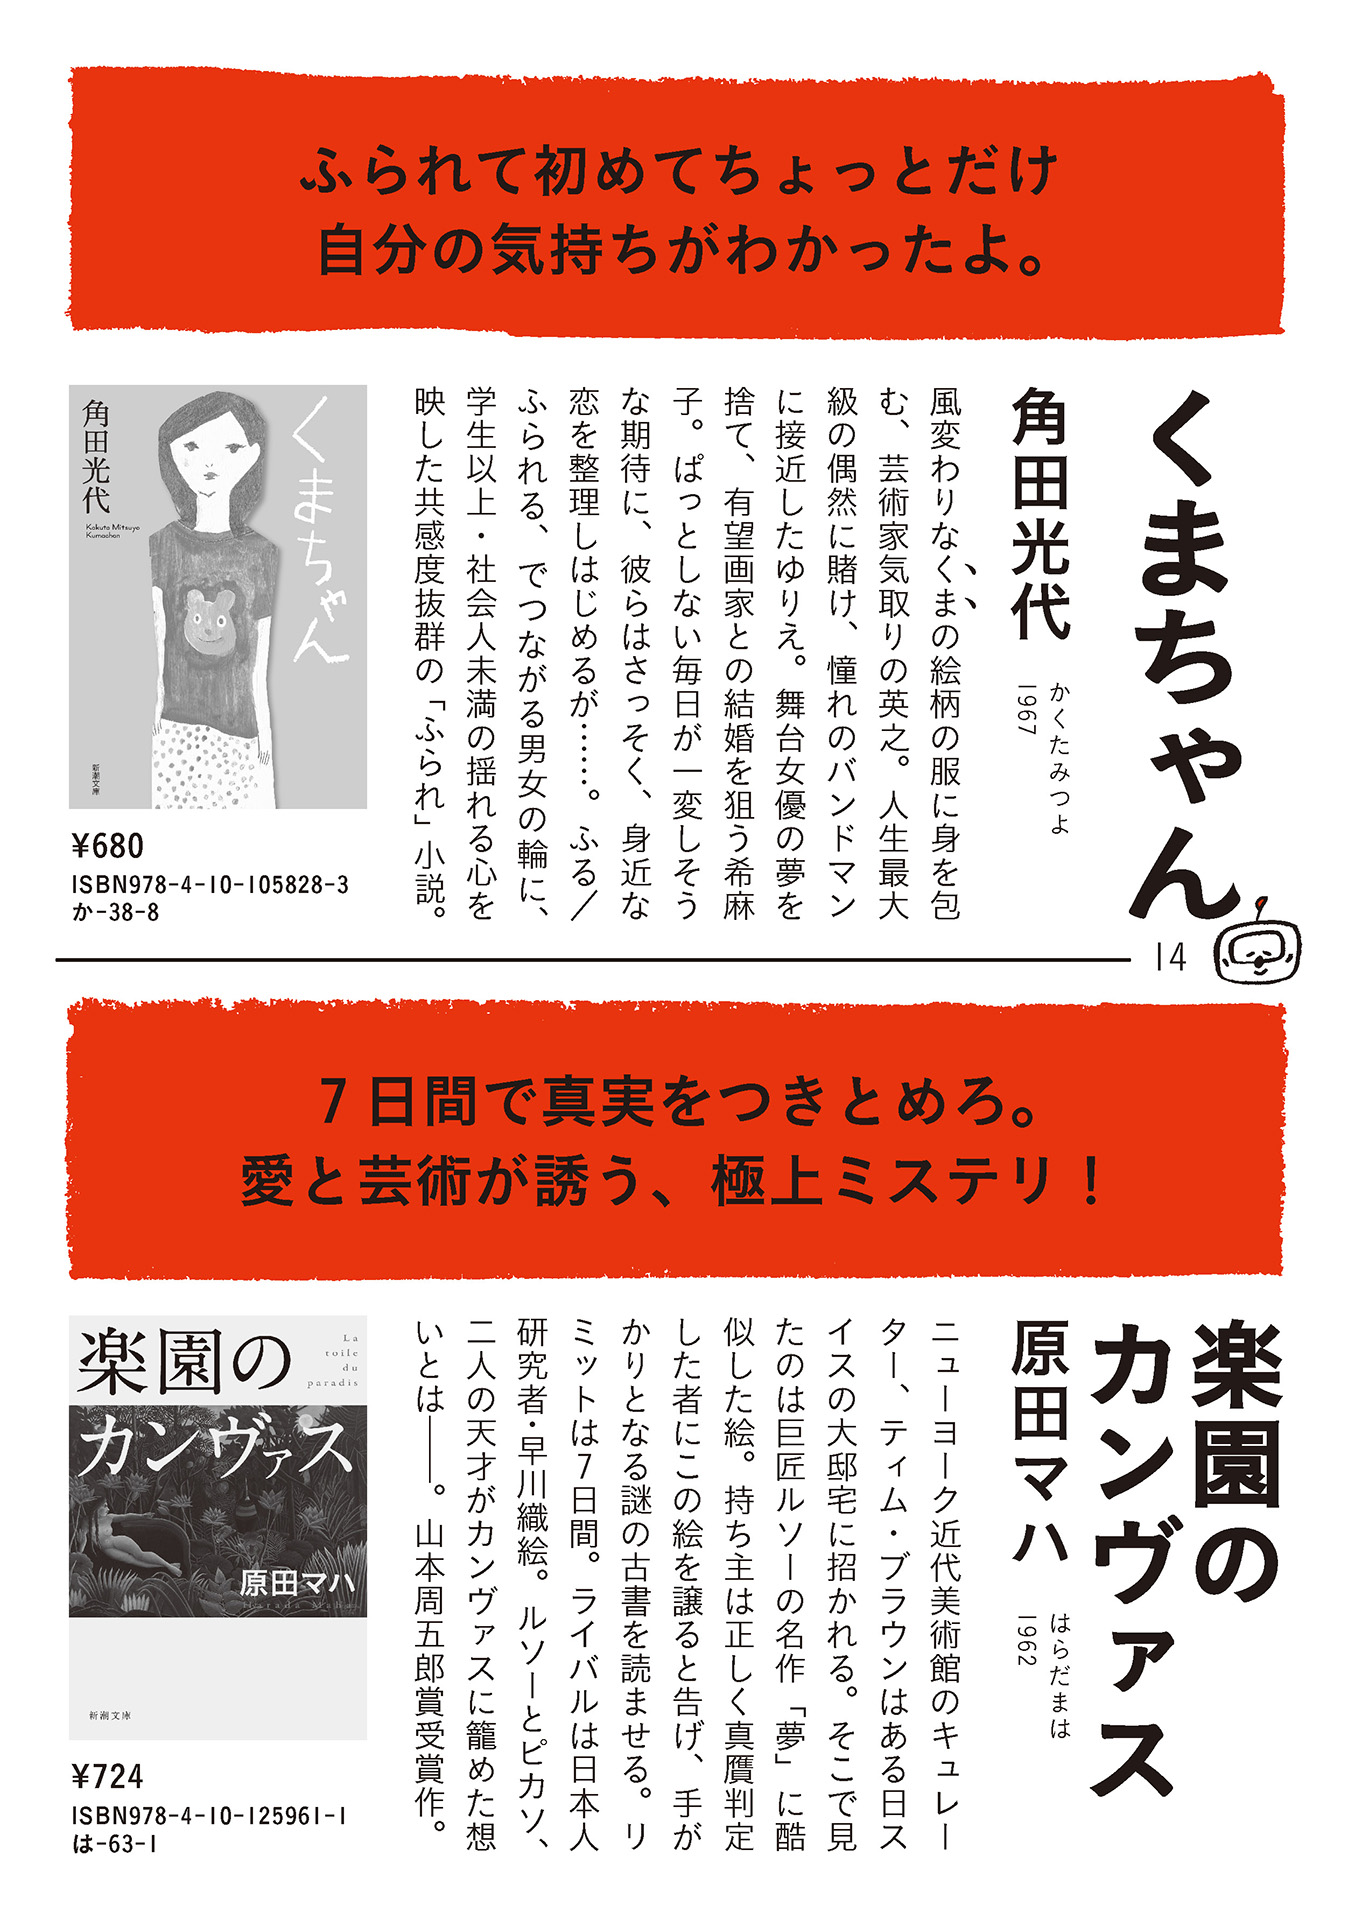 ふられて初めてちょっとだけ
自分の気持ちがわかったよ。
くまちゃん
角田光代
かくたみつよ
1967
風変わりなくまの絵柄の服に身を包
む、芸術家気取りの英之。人生最大
級の偶然に賭け、憧れのバンドマン
に接近したゆりえ。舞台女優の夢を
捨て、有望画家との結婚を狙う希麻
子。ぱっとしない毎日が一変しそう
な期待に、彼らはさっそく、身近な
恋を整理しはじめるが……。ふる／
ふられる、でつながる男女の輪に、
学生以上・社会人未満の揺れる心を
映した共感度抜群の「ふられ」小説。
くまちゃん
角田光代
Kakuta Mitsuyo
Kumachan
新潮文庫
¥680
ISBN978-4-10-105828-3
か-38-8
14
7日間で真実をつきとめろ。
愛と芸術が誘う、極上ミステリ！
楽園の
カンヴァス
原田マハ
はらだまは
1962
ニューヨーク近代美術館のキュレー
ター、ティム・ブラウンはある日ス
イスの大邸宅に招かれる。そこで見
たのは巨匠ルソーの名作「夢」に酷
似した絵。持ち主は正しく真贋判定
した者にこの絵を譲ると告げ、手が
かりとなる謎の古書を読ませる。リ
ミットは7日間。ライバルは日本人
研究者・早川織絵。ルソーとピカソ、
二人の天才がカンヴァスに籠めた想
いとは――。山本周五郎賞受賞作。
楽園の
カンヴァス
La
toile
du
paradis
原田マハ
Harada Maha
新潮文庫
¥724
ISBN978-4-10-125961-1
は-63-1